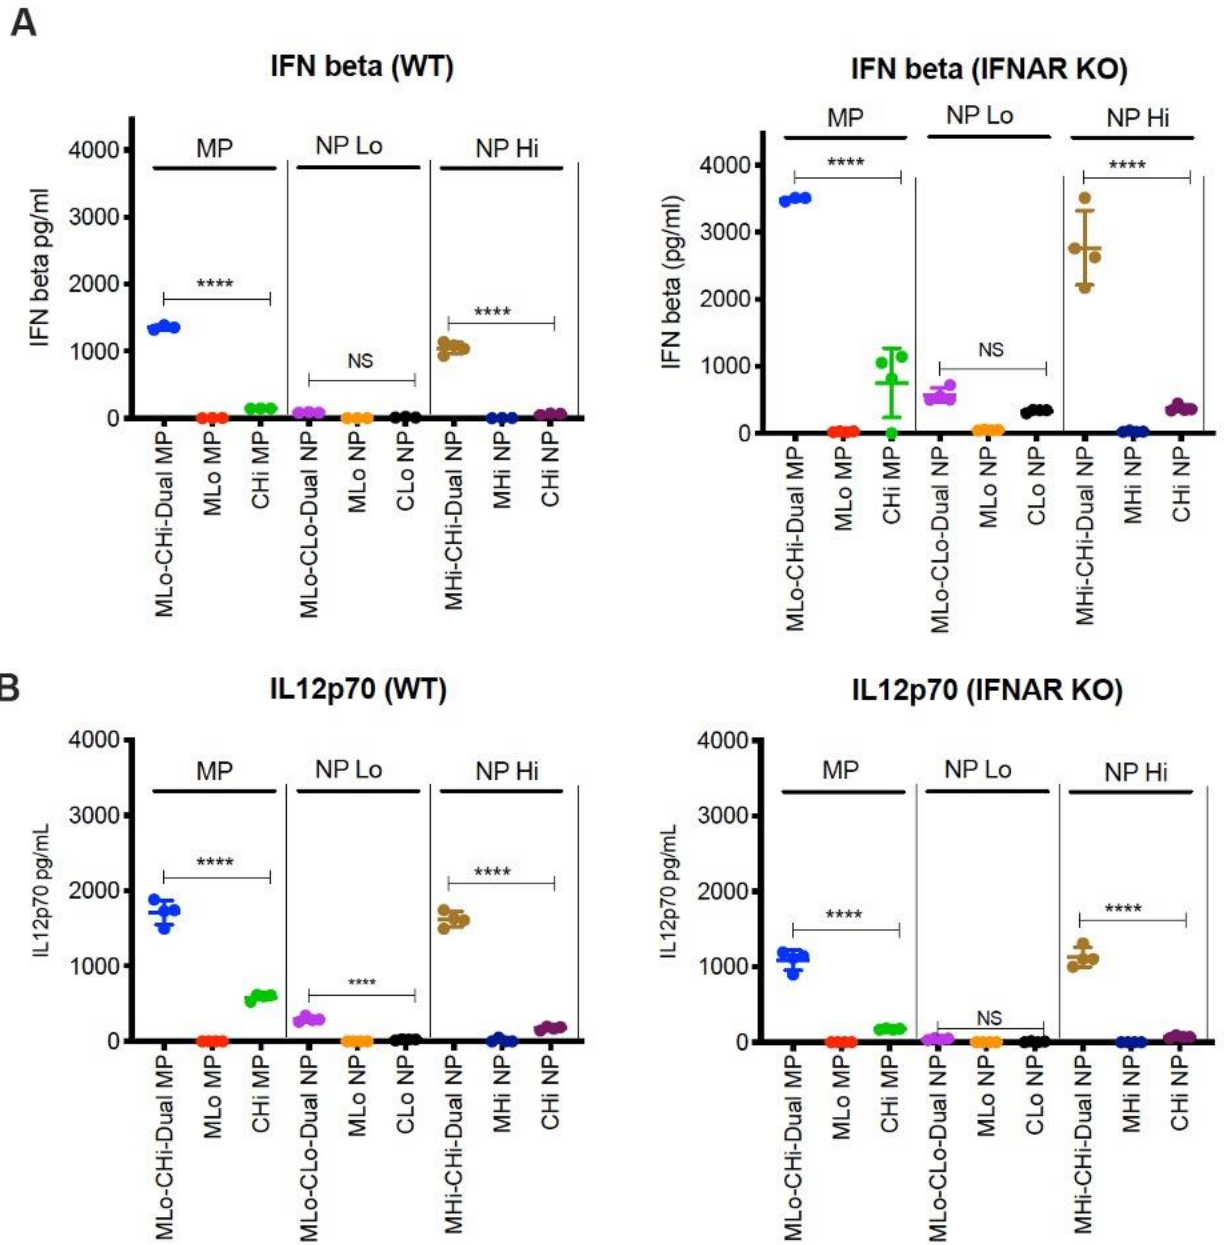 A
IFN beta (WT)
IFN beta pg/ml
4000
3000
2000
1000
0
MP
NP Lo
NP Hi
****
NS
****
MLo-CHi-Dual MP
MLo MP
CHi MP
MLo-CLo-Dual NP
MLo NP
CLo NP
MHi-CHi-Dual NP
MHi NP
CHi NP
IFN beta (IFNAR KO)
IFN beta (pg/ml)
4000
3000
2000
1000
0
MP
NP Lo
NP Hi
****
NS
****
MLo-CHi-Dual MP
MLo MP
CHi MP
MLo-CLo-Dual NP
MLo NP
CLo NP
MHi-CHi-Dual NP
MHi NP
CHi NP
B
IL12p70 (WT)
IL12p70 pg/mL
4000
3000
2000
1000
0
MP
NP Lo
NP Hi
****
****
****
MLo-CHi-Dual MP
MLo MP
CHi MP
MLo-CLo-Dual NP
MLo NP
CLo NP
MHi-CHi-Dual NP
MHi NP
CHi NP
IL12p70 (IFNAR KO)
IL12p70 pg/mL
4000
3000
2000
1000
0
MP
NP Lo
NP Hi
****
NS
****
MLo-CHi-Dual MP
MLo MP
CHi MP
MLo-CLo-Dual NP
MLo NP
CLo NP
MHi-CHi-Dual NP
MHi NP
CHi NP